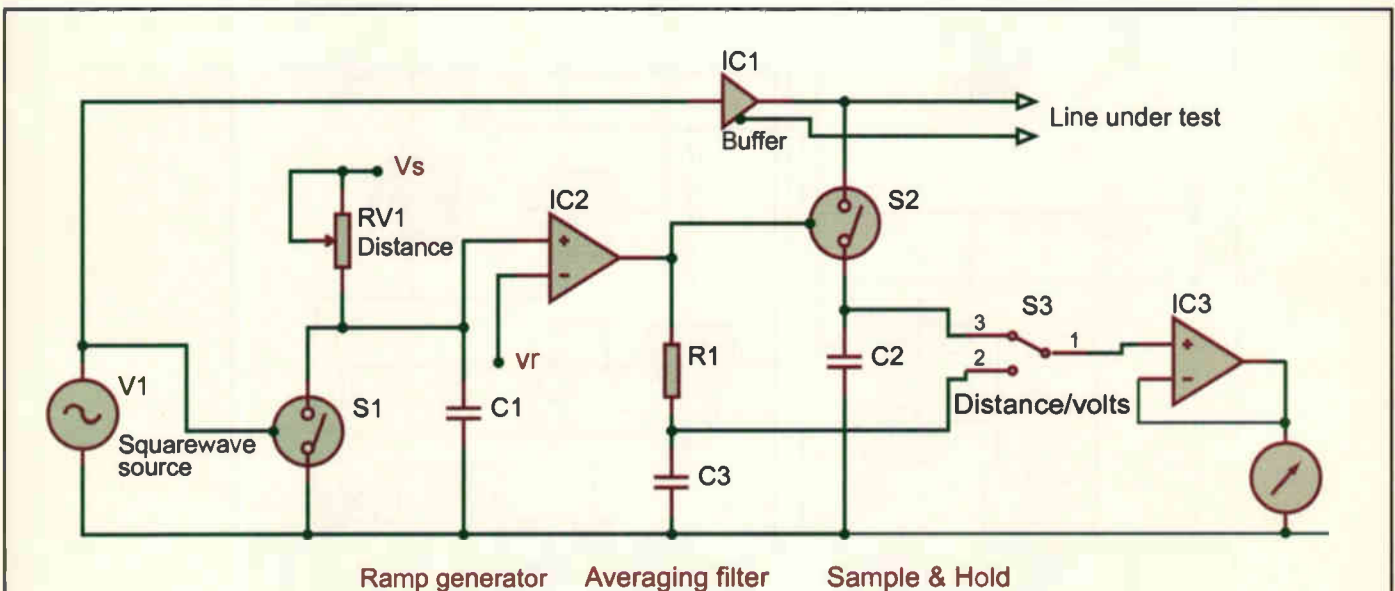 IC1
Line under test
Buffer
Vs
IC2
S2
RV1
Distance
+
-
S3
IC3
3
1
2
+
-
vr
R1
C2
V1
S1
C1
Distance/volts
Squarewave
source
C3
Ramp generator
Averaging filter
Sample & Hold